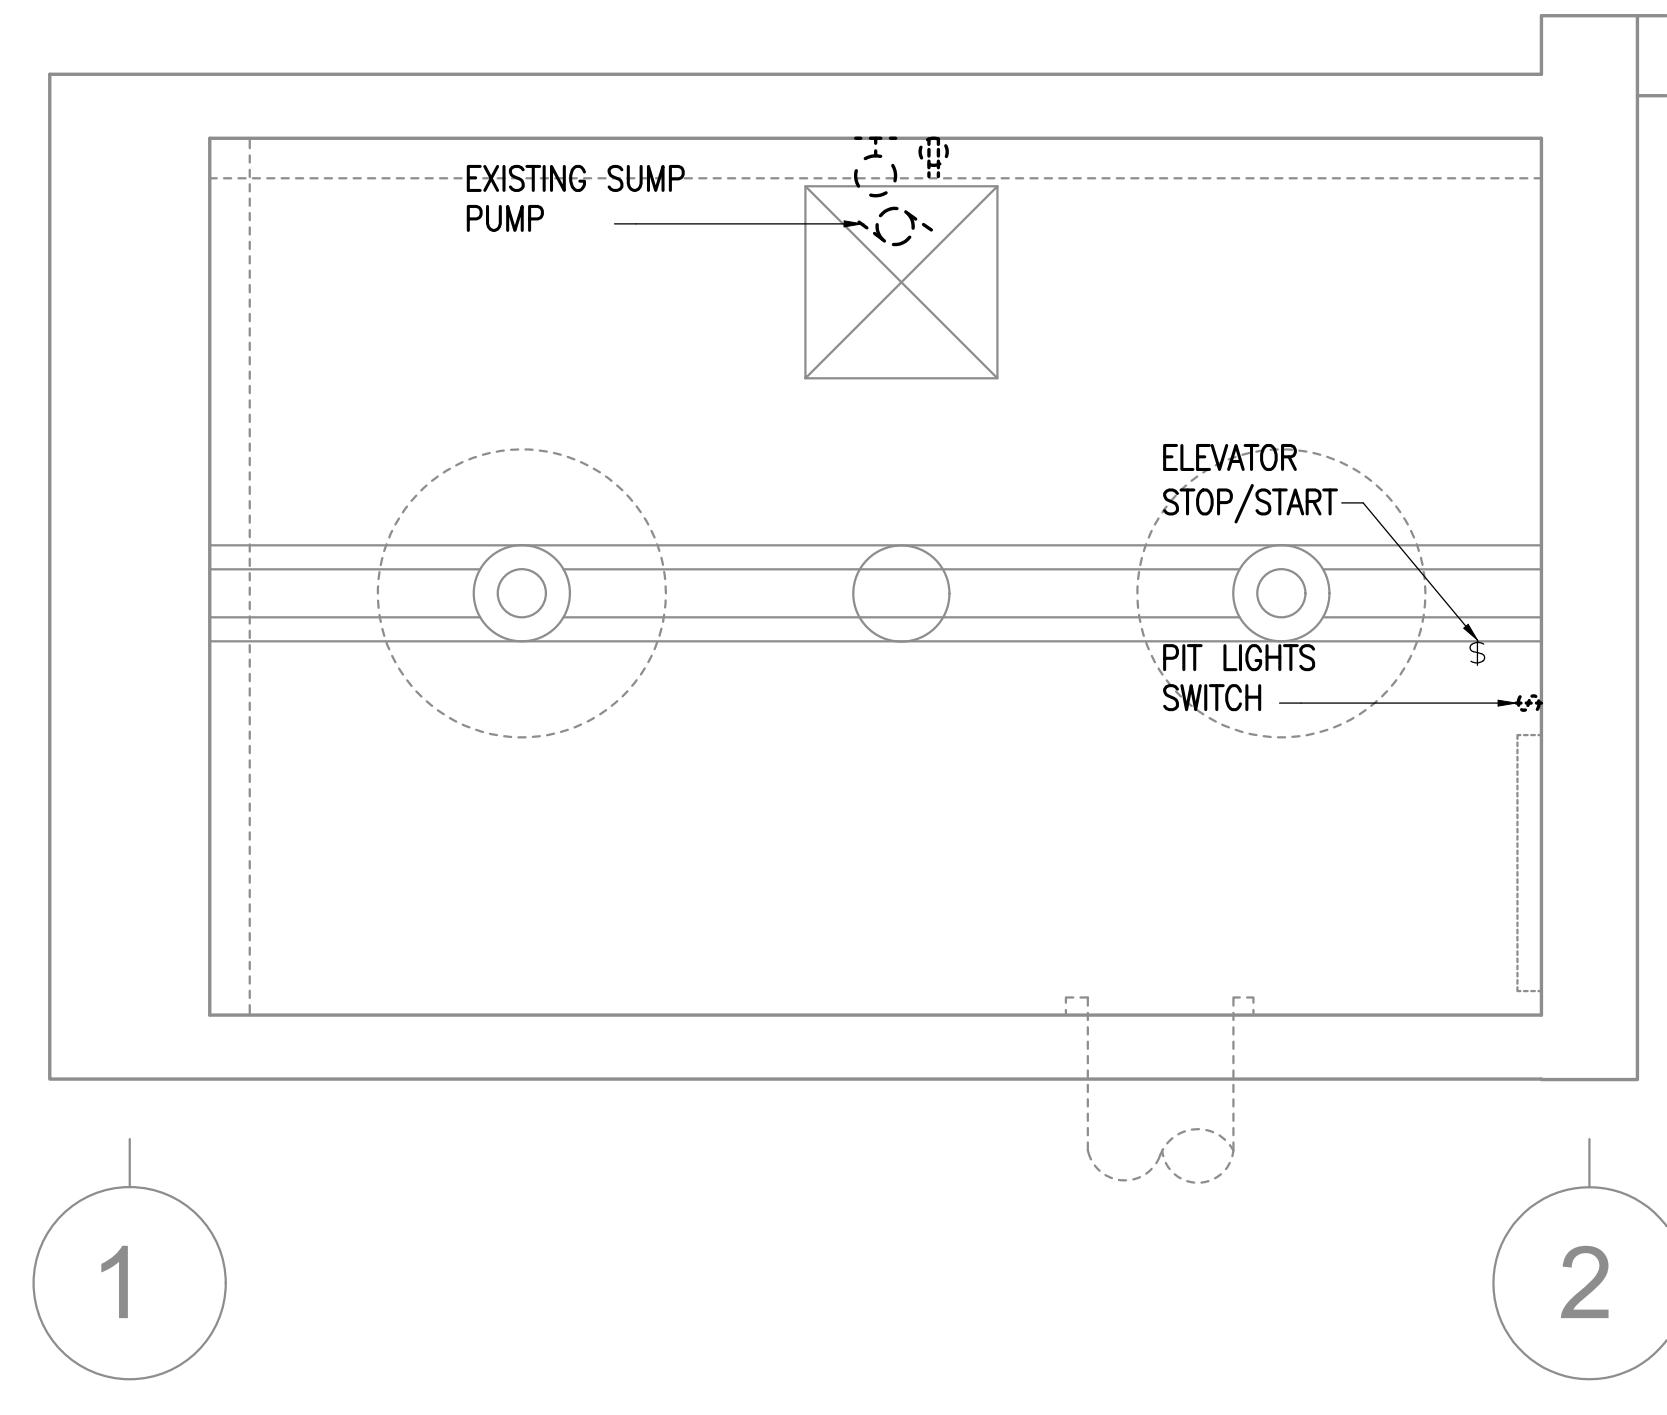 EXISTING SUMP
PUMP
ELEVATOR
STOP/START
$
PIT LIGHTS
SWITCH
1
2